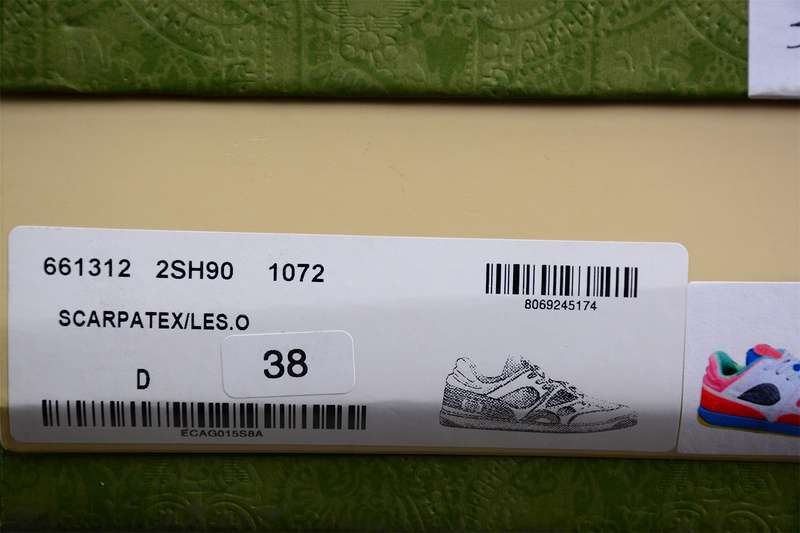 661312 2SH90 1072
8069245174
SCARPATEX/LES.O
38
D
ECAG015S8A